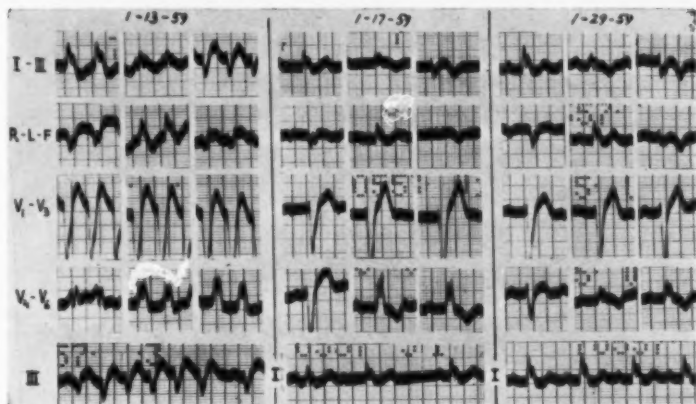 1-13-59 1-17-59 1-29-59
I - III
R - L - F
V₁ - V₃
V₄ - V₆
III I I